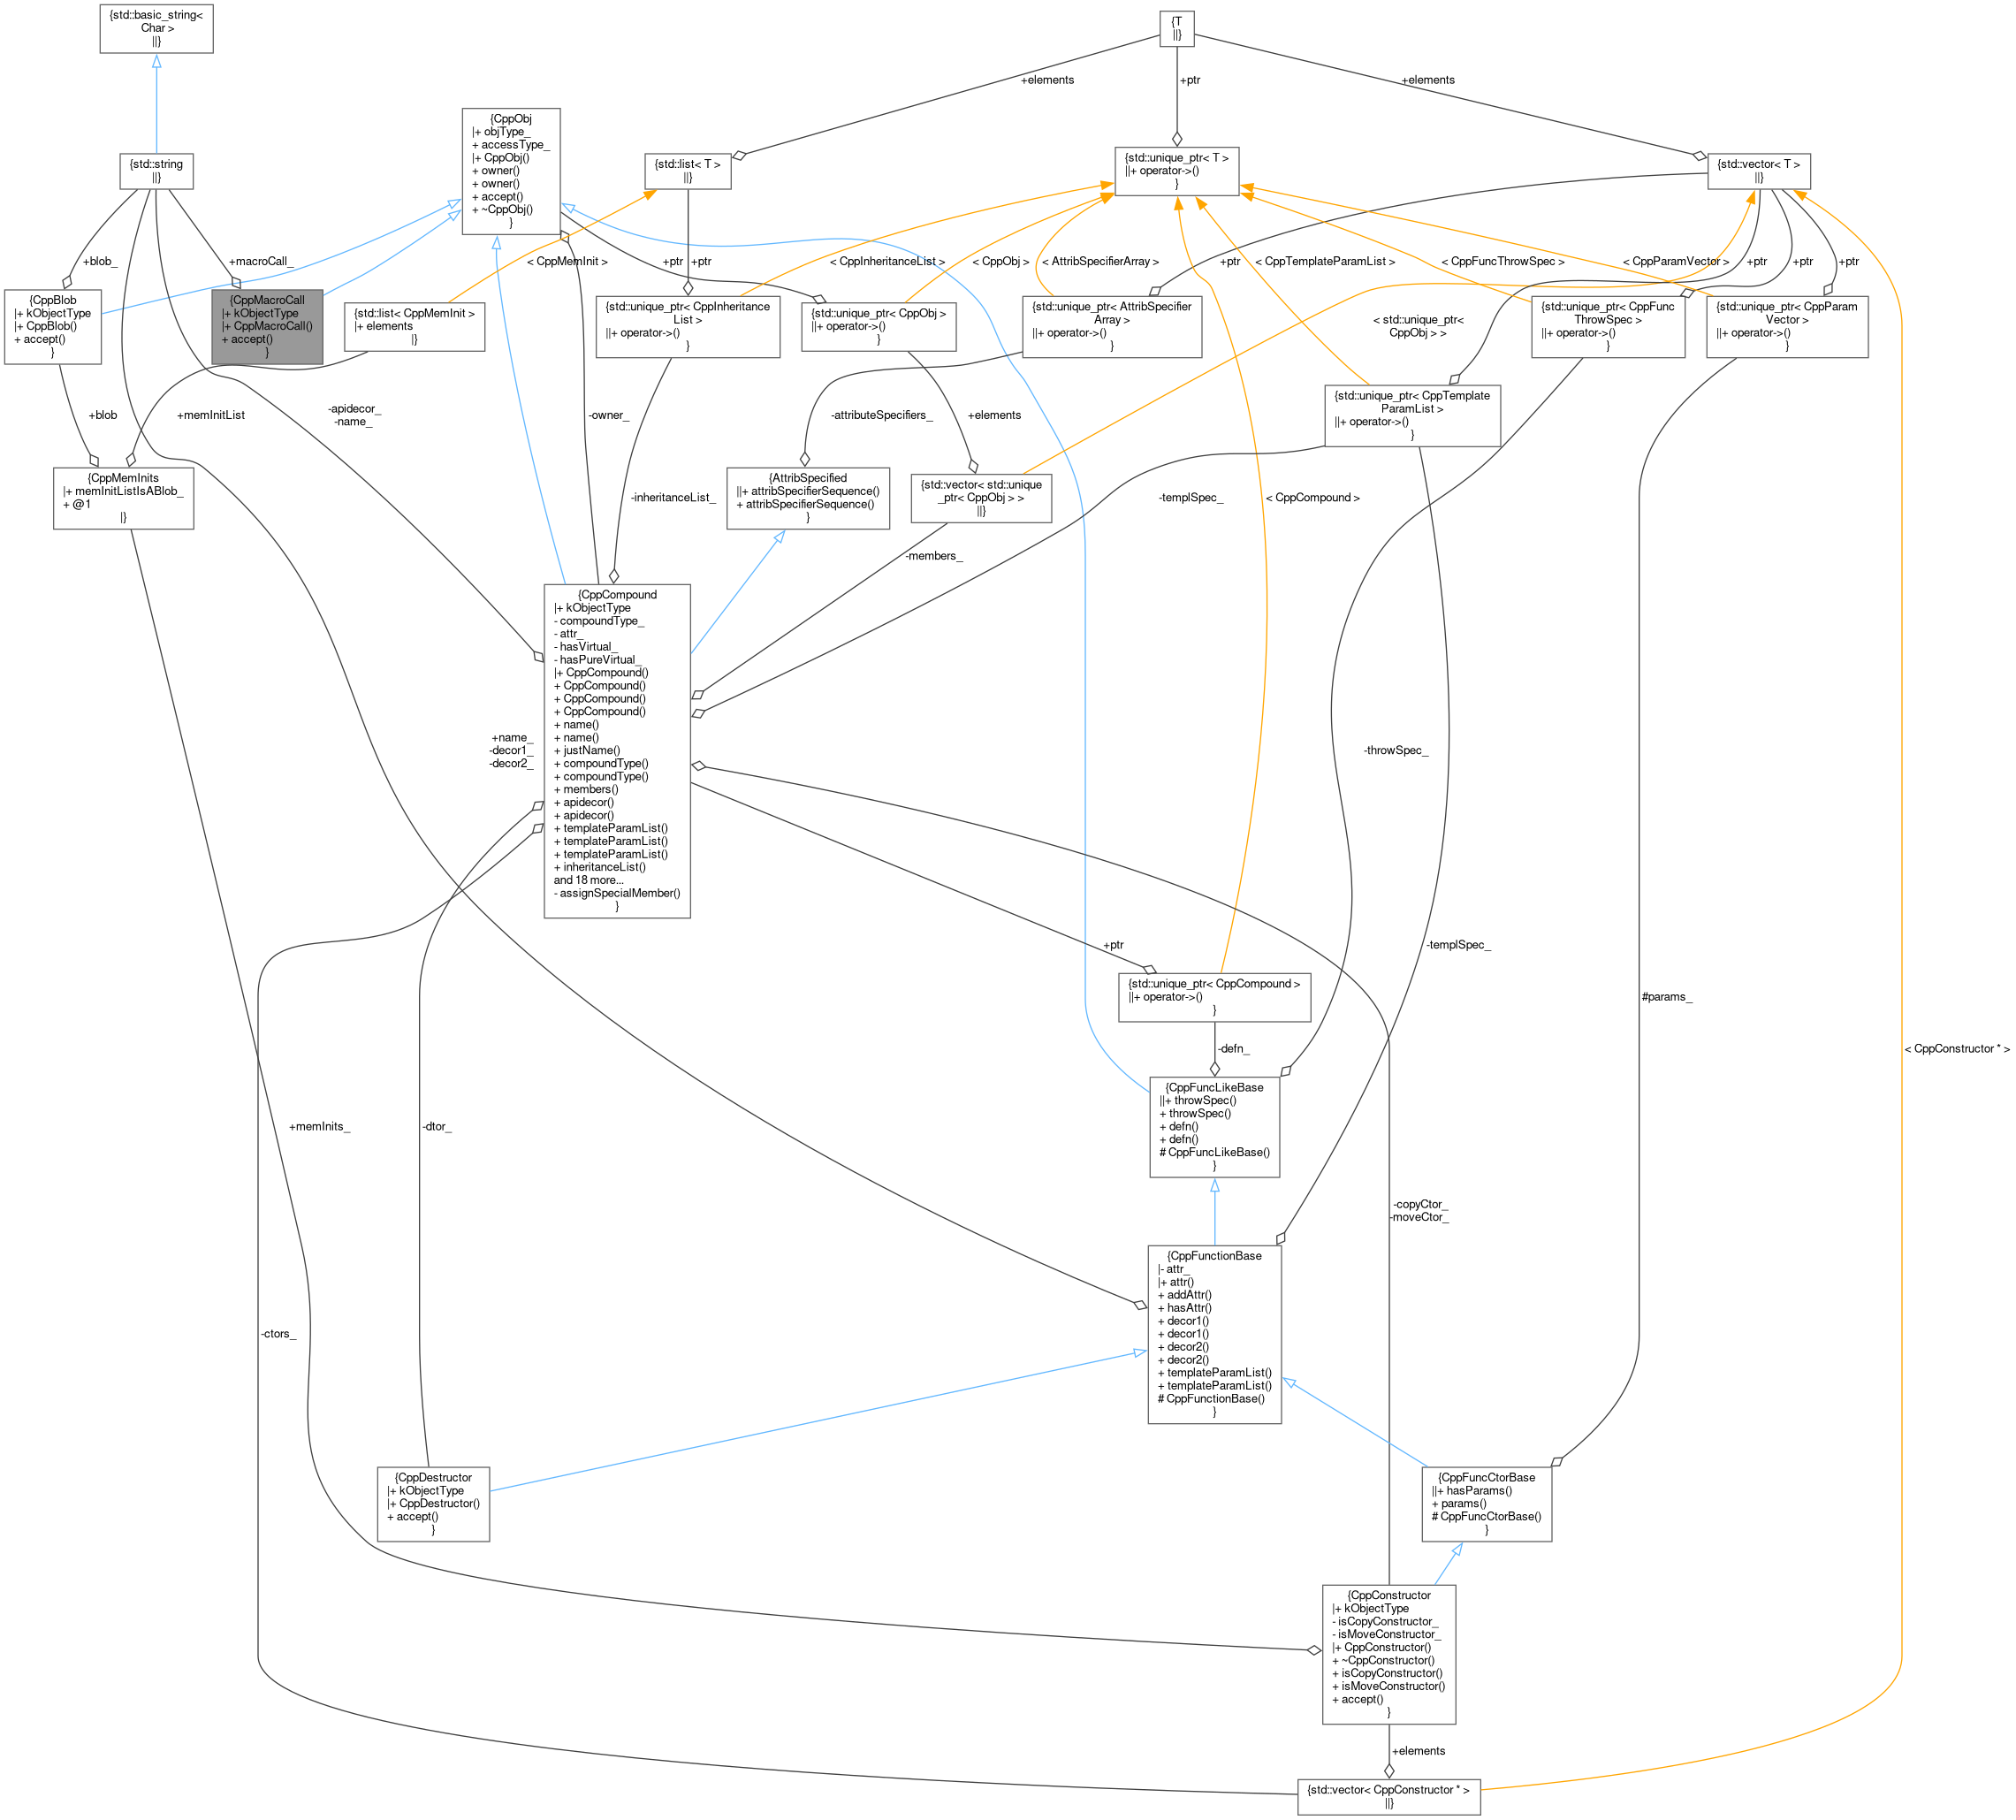 {std::basic_string<
Char >
||}
{T
||}
+elements
+ptr
+elements
{CppObj
|+ objType_
+ accessType_
|+ CppObj()
+ owner()
+ owner()
+ accept()
+ ~CppObj()
}
{std::string
||}
{std::list< T >
||}
{std::unique_ptr< T >
||+ operator->()
}
{std::vector< T >
||}
+blob_
+macroCall_
< CppMemInit >
+ptr
+ptr
< CppInheritanceList >
< CppObj >
< AttribSpecifierArray >
+ptr
< CppTemplateParamList >
< CppFuncThrowSpec >
< CppParamVector >
+ptr
+ptr
+ptr
{CppBlob
|+ kObjectType
|+ CppBlob()
+ accept()
}
{CppMacroCall
|+ kObjectType
|+ CppMacroCall()
+ accept()
}
{std::list< CppMemInit >
|+ elements
|}
{std::unique_ptr< CppInheritance
List >
||+ operator->()
}
{std::unique_ptr< CppObj >
||+ operator->()
}
{std::unique_ptr< AttribSpecifier
Array >
||+ operator->()
}
< std::unique_ptr<
CppObj > >
{std::unique_ptr< CppFunc
ThrowSpec >
||+ operator->()
}
{std::unique_ptr< CppParam
Vector >
||+ operator->()
}
+blob
+memInitList
-apidecor_
-name_
-owner_
-attributeSpecifiers_
+elements
{std::unique_ptr< CppTemplate
ParamList >
||+ operator->()
}
{CppMemInits
|+ memInitListIsABlob_
+ @1
|}
-inheritanceList_
{AttribSpecified
||+ attribSpecifierSequence()
+ attribSpecifierSequence()
}
{std::vector< std::unique
_ptr< CppObj > >
||}
< CppCompound >
-templSpec_
-members_
{CppCompound
|+ kObjectType
- compoundType_
- attr_
- hasVirtual_
- hasPureVirtual_
|+ CppCompound()
+ CppCompound()
+ CppCompound()
+ CppCompound()
+ name()
+ name()
+ justName()
+ compoundType()
+ compoundType()
+ members()
+ apidecor()
+ apidecor()
+ templateParamList()
+ templateParamList()
+ templateParamList()
+ inheritanceList()
and 18 more...
- assignSpecialMember()
}
+name_
-decor1_
-decor2_
-throwSpec_
+ptr
-templSpec_
{std::unique_ptr< CppCompound >
||+ operator->()
}
#params_
-defn_
< CppConstructor * >
{CppFuncLikeBase
||+ throwSpec()
+ throwSpec()
+ defn()
+ defn()
# CppFuncLikeBase()
}
+memInits_
-dtor_
-copyCtor_
-moveCtor_
{CppFunctionBase
|- attr_
|+ attr()
+ addAttr()
+ hasAttr()
+ decor1()
+ decor1()
+ decor2()
+ decor2()
+ templateParamList()
+ templateParamList()
# CppFunctionBase()
}
-ctors_
{CppDestructor
|+ kObjectType
|+ CppDestructor()
+ accept()
}
{CppFuncCtorBase
||+ hasParams()
+ params()
# CppFuncCtorBase()
}
{CppConstructor
|+ kObjectType
- isCopyConstructor_
- isMoveConstructor_
|+ CppConstructor()
+ ~CppConstructor()
+ isCopyConstructor()
+ isMoveConstructor()
+ accept()
}
+elements
{std::vector< CppConstructor * >
||}